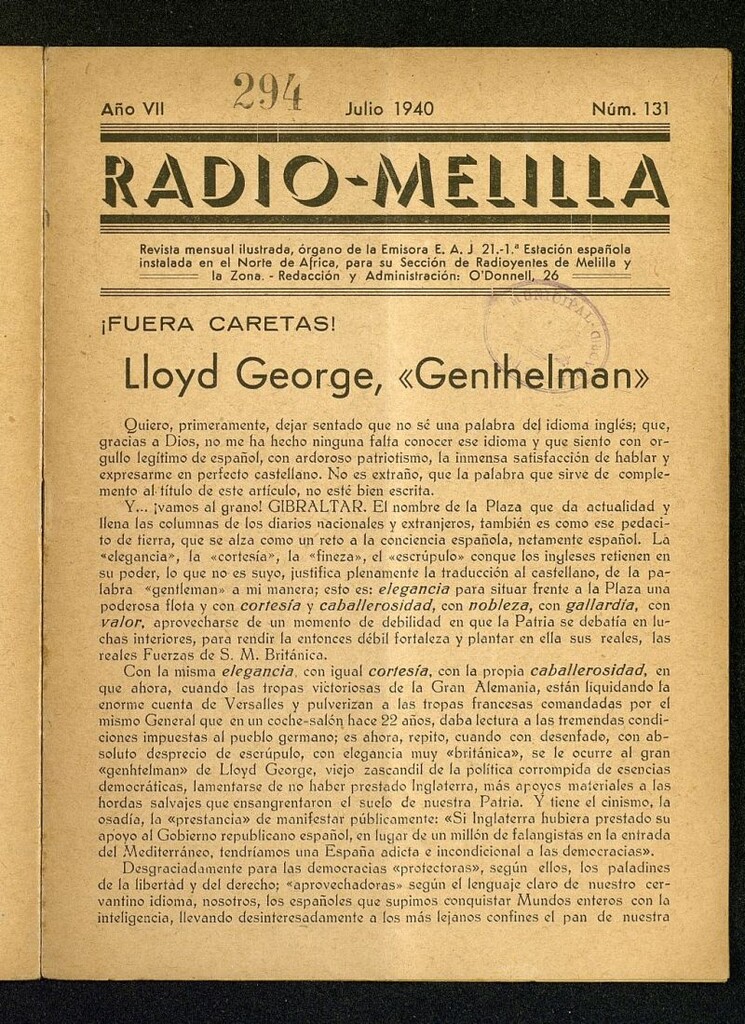 294
Año VII Julio 1940 Núm. 131
RADIO-MELILLA
Revista mensual ilustrada, órgano de la Emisora E. A. J 21.-1.ª Estación española
instalada en el Norte de Africa, para su Sección de Radioyentes de Melilla y
la Zona. - Redacción y Administración: O'Donnell, 26
MUNICIPAL
¡FUERA CARETAS!
Lloyd George, «Genthelman»
Quiero, primeramente, dejar sentado que no sé una palabra del idioma inglés; que,
gracias a Dios, no me ha hecho ninguna falta conocer ese idioma y que siento con or-
gullo legítimo de español, con ardoroso patriotismo, la inmensa satisfacción de hablar y
expresarme en perfecto castellano. No es extraño, que la palabra que sirve de comple-
mento al título de este artículo, no esté bien escrita.
Y... ¡vamos al grano! GIBRALTAR. El nombre de la Plaza que da actualidad y
llena las columnas de los diarios nacionales y extranjeros, también es como ese pedaci-
to de tierra, que se alza como un reto a la conciencia española, netamente español. La
«elegancia», la «cortesía», la «fineza», el «escrúpulo» conque los ingleses retienen en
su poder, lo que no es suyo, justifica plenamente la traducción al castellano, de la pa-
labra «gentleman» a mi manera; esto es: elegancia para situar frente a la Plaza una
poderosa flota y con cortesía y caballerosidad, con nobleza, con gallardía, con
valor, aprovecharse de un momento de debilidad en que la Patria se debatía en lu-
chas interiores, para rendir la entonces débil fortaleza y plantar en ella sus reales, las
reales Fuerzas de S. M. Británica.
Con la misma elegancia, con igual cortesía, con la propia caballerosidad, en
que ahora, cuando las tropas victoriosas de la Gran Alemania, están liquidando la
enorme cuenta de Versalles y pulverizan a las tropas francesas comandadas por el
mismo General que en un coche-salón hace 22 años, daba lectura a las tremendas condi-
ciones impuestas al pueblo germano; es ahora, repito, cuando con desenfado, con ab-
soluto desprecio de escrúpulo, con elegancia muy «británica», se le ocurre al gran
«genhtelman» de Lloyd George, viejo zascandil de la política corrompida de esencias
democráticas, lamentarse de no haber prestado Inglaterra, más apoyos materiales a las
hordas salvajes que ensangrentaron el suelo de nuestra Patria. Y tiene el cinismo, la
osadía, la «prestancia» de manifestar públicamente: «Si Inglaterra hubiera prestado su
apoyo al Gobierno republicano español, en lugar de un millón de falangistas en la entrada
del Mediterráneo, tendríamos una España adicta e incondicional a las democracias».
Desgraciadamente para las democracias «protectoras», según ellos, los paladines
de la libertad y del derecho; «aprovechadoras» según el lenguaje claro de nuestro cer-
vantino idioma, nosotros, los españoles que supimos conquistar Mundos enteros con la
inteligencia, llevando desinteresadamente a los más lejanos confines el pan de nuestra